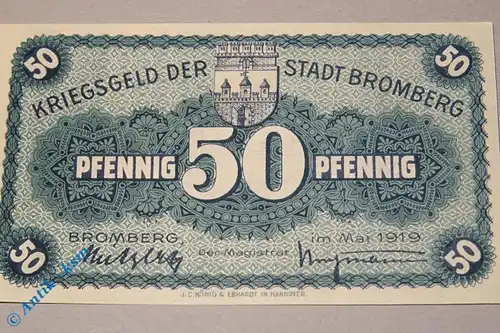 50 50
KRIEGSGELD DER STADT BROMBERG
PFENNIG 50 PFENNIG
BROMBERG, im Mai 1919
Der Magistrat
50 50
J.C. KÖNIG & EBHARDT IN HANNOVER.